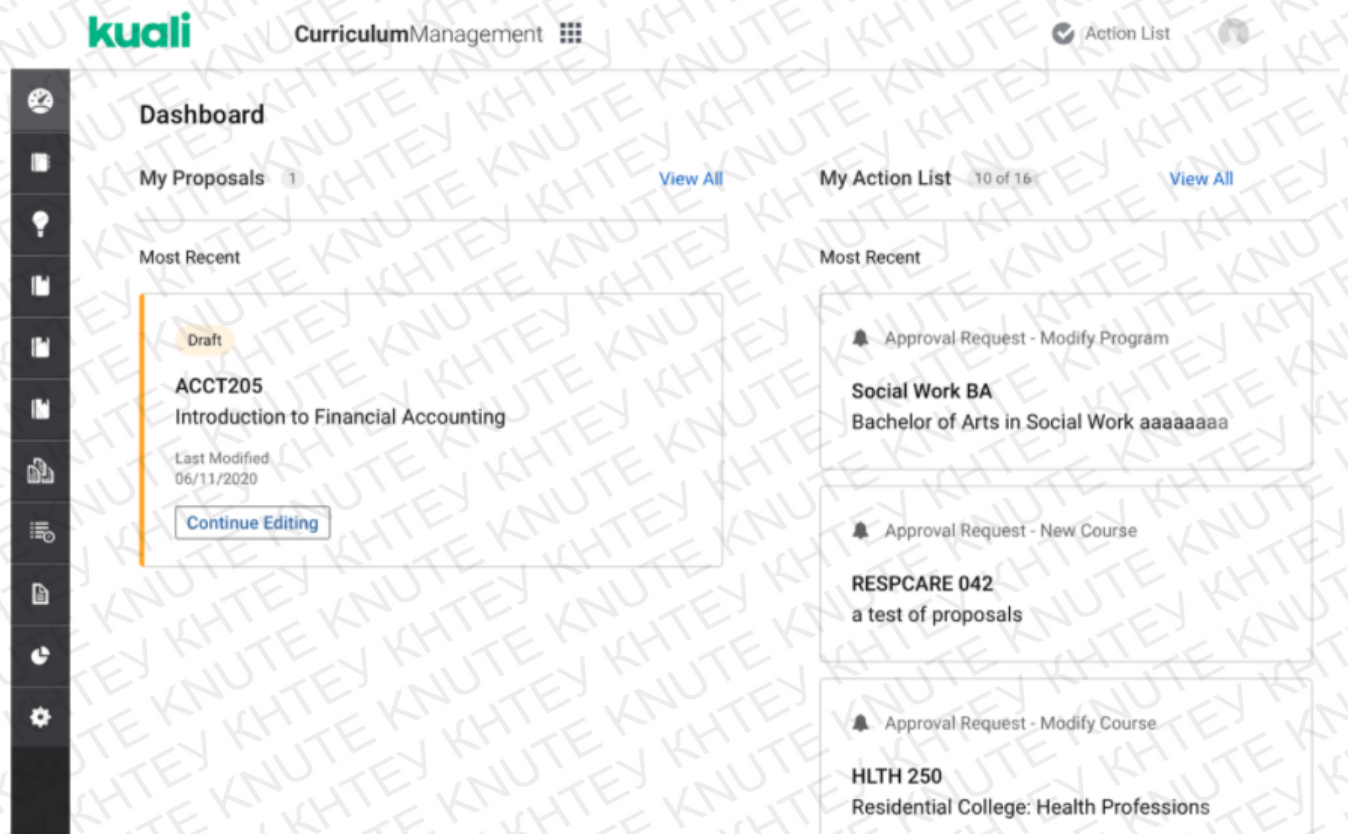 kuali
CurriculumManagement
Action List
Dashboard
My Proposals 1
View All
Most Recent
Draft
ACCT205
Introduction to Financial Accounting
Last Modified
06/11/2020
Continue Editing
My Action List 10 of 16
View All
Most Recent
Approval Request - Modify Program
Social Work BA
Bachelor of Arts in Social Work aaaaaaaa
Approval Request - New Course
RESPCARE 042
a test of proposals
Approval Request - Modify Course
HLTH 250
Residential College: Health Professions
KNUTE KHTEY